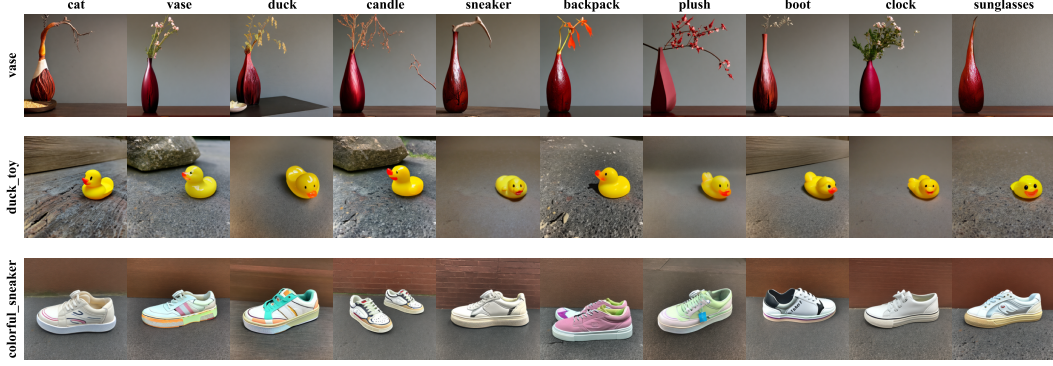 cat vase duck candle sneaker backpack plush boot clock sunglasses
vase
duck_toy
colorful_sneaker